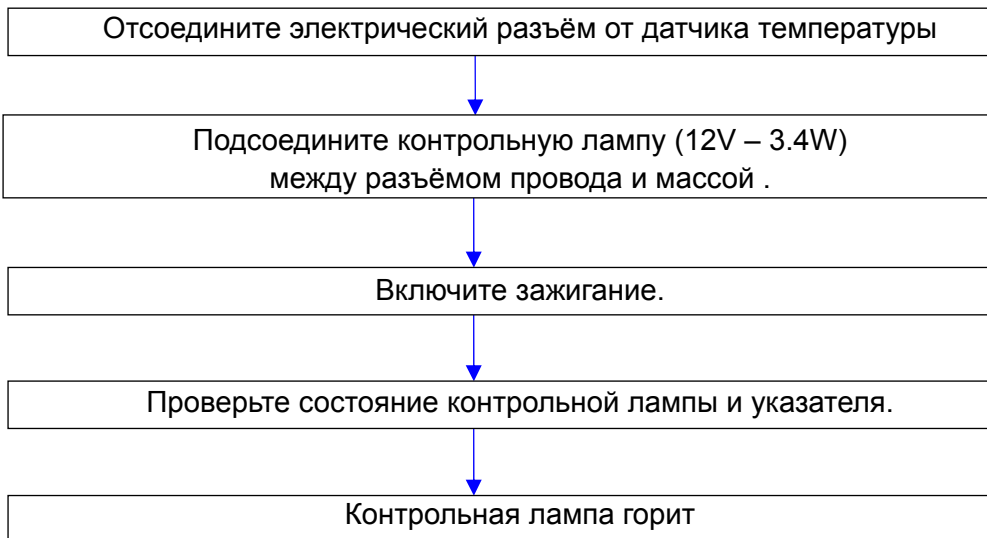 Отсоедините электрический разъём от датчика температуры
Подсоедините контрольную лампу (12V – 3.4W)
между разъёмом провода и массой .
Включите зажигание.
Проверьте состояние контрольной лампы и указателя.
Контрольная лампа горит